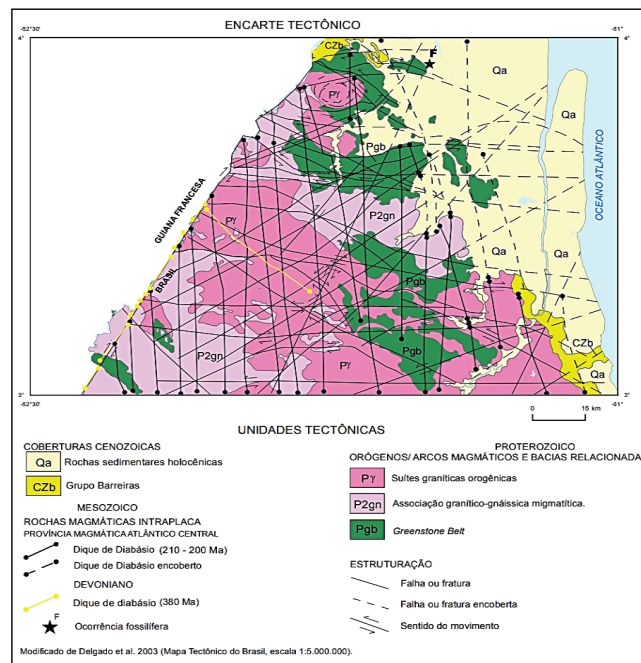 ENCARTE TECTÔNICO
-52°30' -51°
4° 4°
CZb
F
Qa
Qa
Pγ
Pgb
GUIANA FRANCESA
BRASIL
OCEANO ATLÂNTICO
P2gn
Pγ
Qa
Qa
Pgb
Pgb
P2gn
Pγ
CZb
Qa
3° 3°
-52°30' -51°
0 15 km
UNIDADES TECTÔNICAS
COBERTURAS CENOZOICAS
Qa Rochas sedimentares holocênicas
CZb Grupo Barreiras
MESOZOICO
ROCHAS MAGMÁTICAS INTRAPLACA
PROVÍNCIA MAGMÁTICA ATLÂNTICO CENTRAL
Dique de Diabásio (210 - 200 Ma)
Dique de Diabásio encoberto
DEVONIANO
Dique de diabásio (380 Ma)
F Ocorrência fossilífera
PROTEROZOICO
ORÓGENOS/ ARCOS MAGMÁTICOS E BACIAS RELACIONADA
Pγ Suítes graníticas orogênicas
P2gn Associação granítico-gnáissica migmatítica.
Pgb Greenstone Belt
ESTRUTURAÇÃO
Falha ou fratura
Falha ou fratura encoberta
Sentido do movimento
Modificado de Delgado et al. 2003 (Mapa Tectônico do Brasil, escala 1:5.000.000).